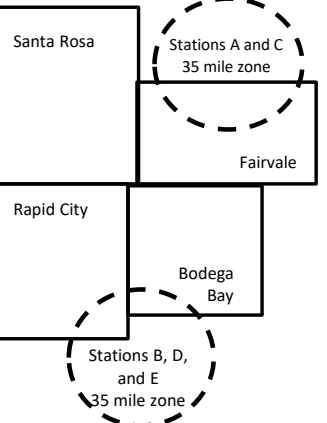 Santa Rosa
Stations A and C
35 mile zone
Fairvale
Rapid City
Bodega
Bay
Stations B, D,
and E
35 mile zone